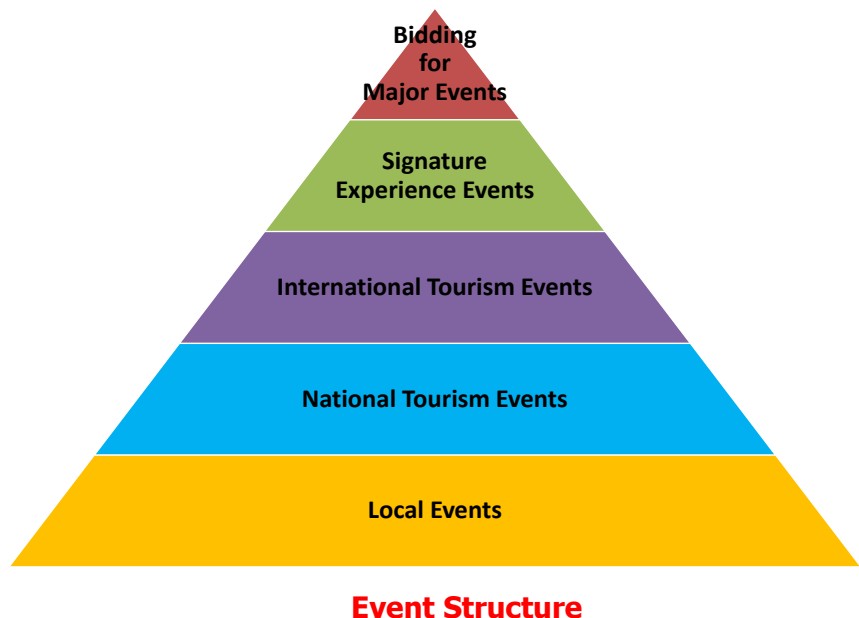 Bidding
for
Major Events
Signature
Experience Events
International Tourism Events
National Tourism Events
Local Events
Event Structure